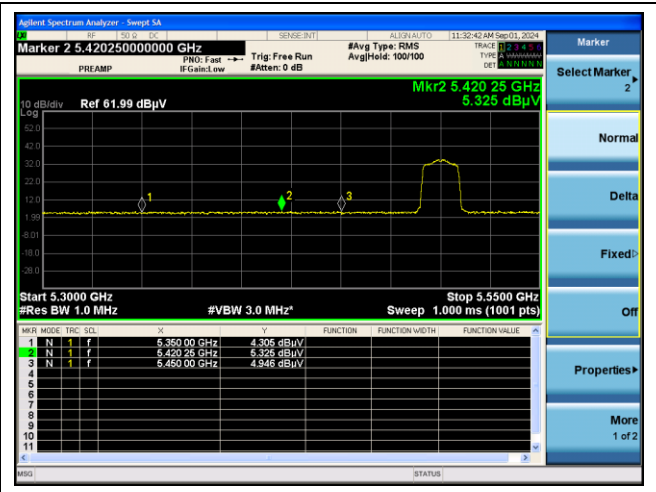 Agilent Spectrum Analyzer - Swept SA
RF 50 Ω DC SENSE:INT ALIGN AUTO 11:32:42 AM Sep 01, 2024
Marker 2 5.420250000000 GHz
#Avg Type: RMS
TRACE 1 2 3 4 5 6
PNO: Fast Trig: Free Run Avg|Hold: 100/100
TYPE A
PREAMP IFGain:Low #Atten: 0 dB
DET A N N N N N
Marker
Select Marker
2
Normal
Delta
Fixed
Off
Properties
More
1 of 2
Mkr2 5.420 25 GHz
5.325 dBµV
10 dB/div Ref 61.99 dBµV
Log
52.0
42.0
32.0
22.0
12.0
1.99
-8.01
-18.0
-28.0
1
2
3
Start 5.3000 GHz Stop 5.5500 GHz
#Res BW 1.0 MHz #VBW 3.0 MHz* Sweep 1.000 ms (1001 pts)
MKR MODE TRC SCL X Y FUNCTION FUNCTION WIDTH FUNCTION VALUE
1 N 1 f 5.350 00 GHz 4.305 dBµV
2 N 1 f 5.420 25 GHz 5.325 dBµV
3 N 1 f 5.450 00 GHz 4.946 dBµV
4
5
6
7
8
9
10
11
MSG STATUS